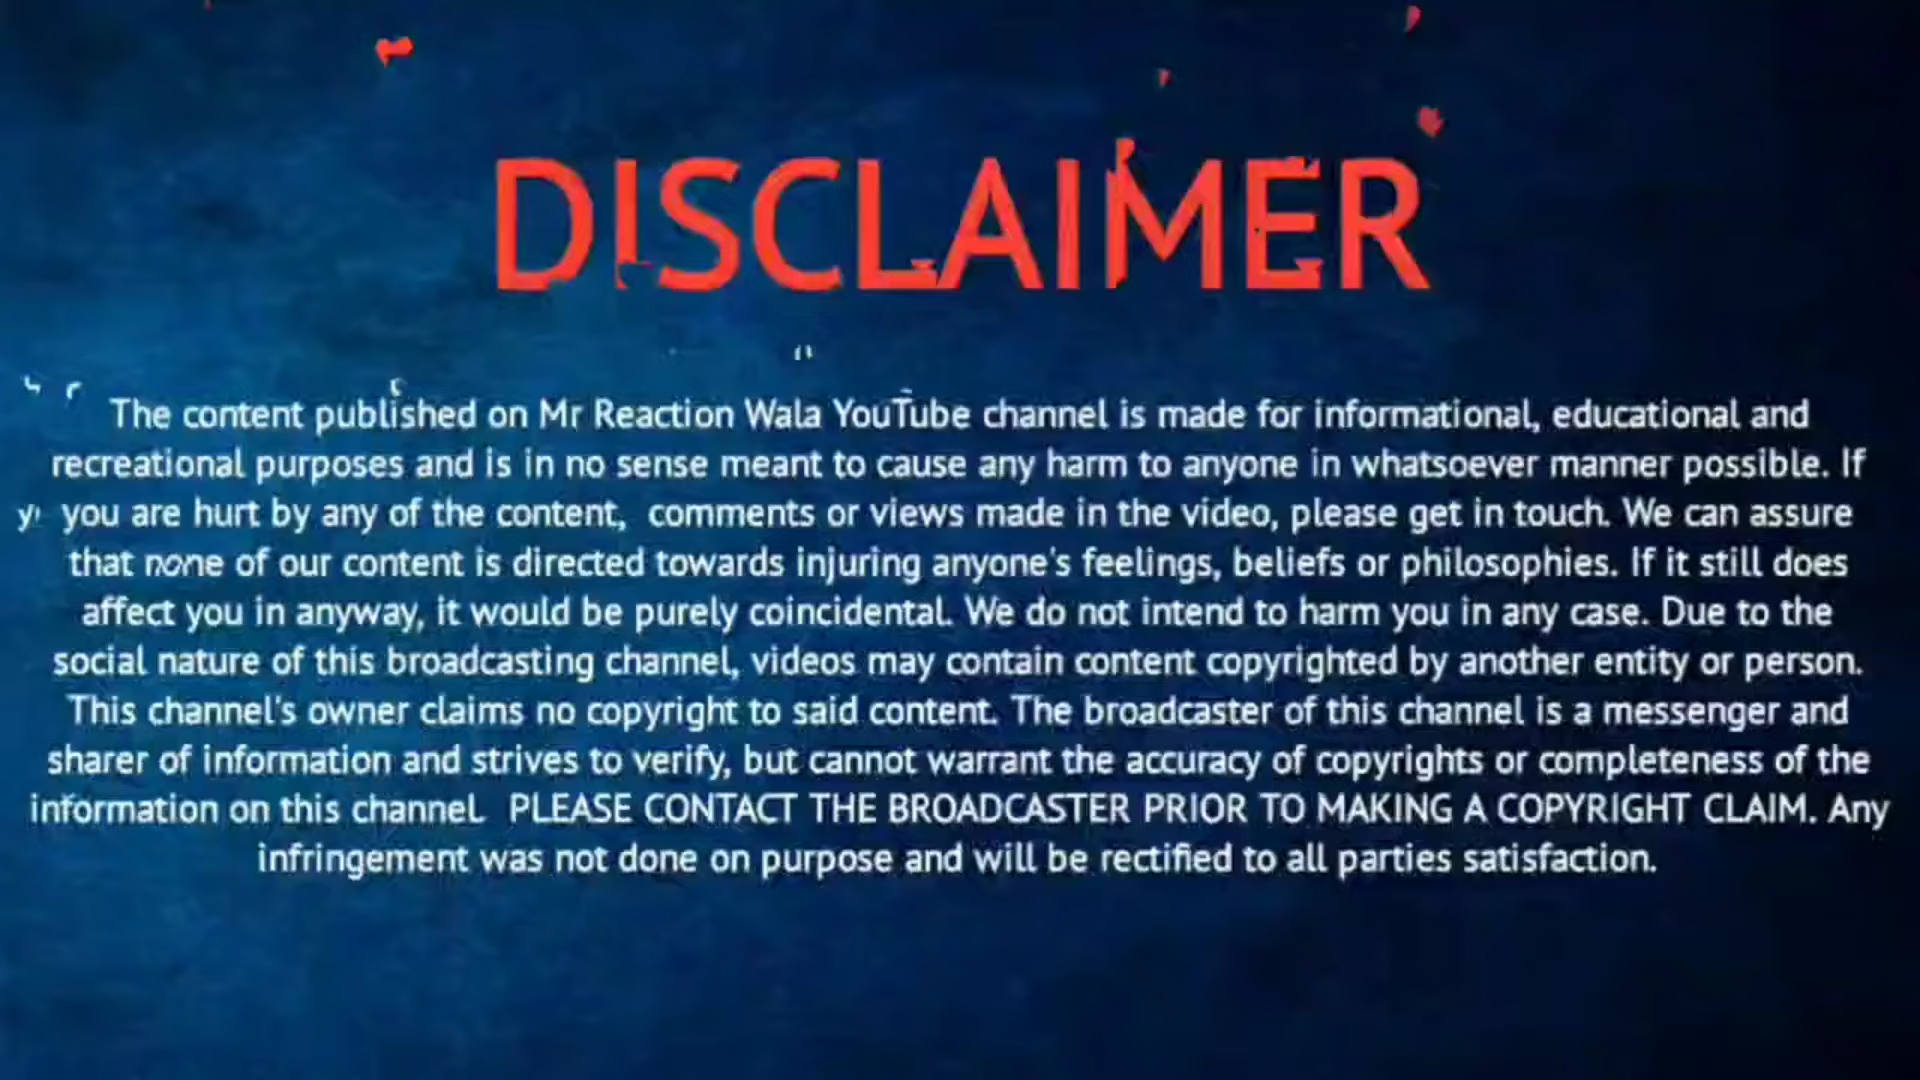 DISCLAIMER
The content published on Mr Reaction Wala YouTube channel is made for informational, educational and
recreational purposes and is in no sense meant to cause any harm to anyone in whatsoever manner possible. If
you are hurt by any of the content,  comments or views made in the video, please get in touch. We can assure
that none of our content is directed towards injuring anyone's feelings, beliefs or philosophies. If it still does
affect you in anyway, it would be purely coincidental. We do not intend to harm you in any case. Due to the
social nature of this broadcasting channel, videos may contain content copyrighted by another entity or person.
This channel's owner claims no copyright to said content. The broadcaster of this channel is a messenger and
sharer of information and strives to verify, but cannot warrant the accuracy of copyrights or completeness of the
information on this channel.  PLEASE CONTACT THE BROADCASTER PRIOR TO MAKING A COPYRIGHT CLAIM. Any
infringement was not done on purpose and will be rectified to all parties satisfaction.